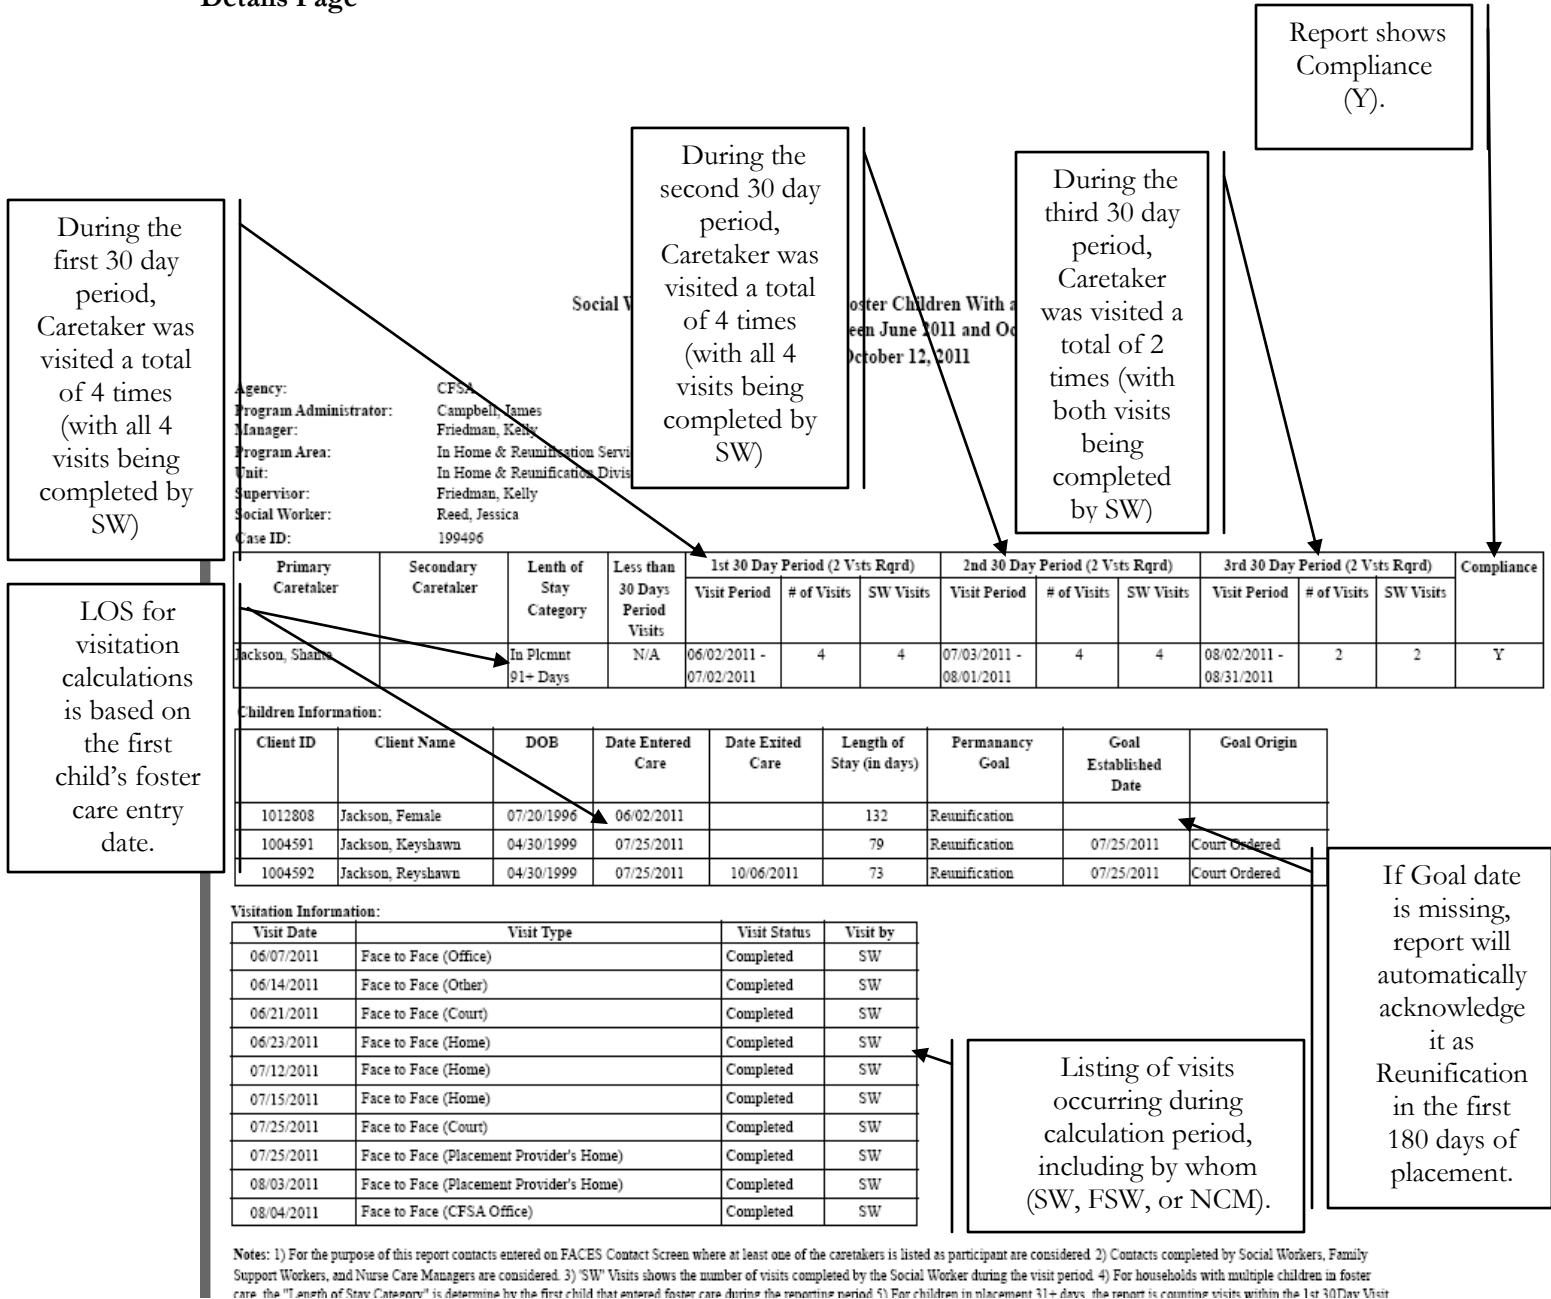 Details Page
Report shows
Compliance
(Y).
During the
second 30 day
period,
Caretaker was
visited a total
of 4 times
(with all 4
visits being
completed by
SW)
During the
third 30 day
period,
Caretaker
was visited a
total of 2
times (with
both visits
being
completed
by SW)
During the
first 30 day
period,
Caretaker was
visited a total
of 4 times
(with all 4
visits being
completed by
SW)
Social oster Children With a
een June 2011 and Oc
October 12, 2011
Agency: CFSA
Program Administrator: Campbell, James
Manager: Friedman, Kelly
Program Area: In Home & Reunification Servi
Unit: In Home & Reunification Divis
Supervisor: Friedman, Kelly
Social Worker: Reed, Jessica
Case ID: 199496
Primary Caretaker Secondary Caretaker Lenth of Stay Category Less than 30 Days Period Visits 1st 30 Day Period (2 Vsts Rqrd) 2nd 30 Day Period (2 Vsts Rqrd) 3rd 30 Day Period (2 Vsts Rqrd) Compliance
Visit Period # of Visits SW Visits Visit Period # of Visits SW Visits Visit Period # of Visits SW Visits
Jackson, Shanta In Plcmnt N/A 06/02/2011 - 4 4 07/03/2011 - 4 4 08/02/2011 - 2 2 Y
91+ Days 07/02/2011 08/01/2011 08/31/2011
LOS for
visitation
calculations
is based on
the first
child's foster
care entry
date.
Children Information:
Client ID Client Name DOB Date Entered Care Date Exited Care Length of Stay (in days) Permanancy Goal Goal Established Date Goal Origin
1012808 Jackson, Female 07/20/1996 06/02/2011 132 Reunification
1004591 Jackson, Keyshawn 04/30/1999 07/25/2011 79 Reunification 07/25/2011 Court Ordered
1004592 Jackson, Reyshawn 04/30/1999 07/25/2011 10/06/2011 73 Reunification 07/25/2011 Court Ordered
If Goal date
is missing,
report will
automatically
acknowledge
it as
Reunification
in the first
180 days of
placement.
Visitation Information:
Visit Date Visit Type Visit Status Visit by
06/07/2011 Face to Face (Office) Completed SW
06/14/2011 Face to Face (Other) Completed SW
06/21/2011 Face to Face (Court) Completed SW
06/23/2011 Face to Face (Home) Completed SW
07/12/2011 Face to Face (Home) Completed SW
07/15/2011 Face to Face (Home) Completed SW
07/25/2011 Face to Face (Court) Completed SW
07/25/2011 Face to Face (Placement Provider's Home) Completed SW
08/03/2011 Face to Face (Placement Provider's Home) Completed SW
08/04/2011 Face to Face (CFSA Office) Completed SW
Listing of visits
occurring during
calculation period,
including by whom
(SW, FSW, or NCM).
Notes: 1) For the purpose of this report contacts entered on FACES Contact Screen where at least one of the caretakers is listed as participant are considered. 2) Contacts completed by Social Workers, Family
Support Workers, and Nurse Care Managers are considered. 3) 'SW' Visits shows the number of visits completed by the Social Worker during the visit period. 4) For households with multiple children in foster
care, the "Length of Stay Category" is determine by the first child that entered foster care during the reporting period 5) For children in placement 31+ days, the report is counting visits within the 1st 30Day Visit